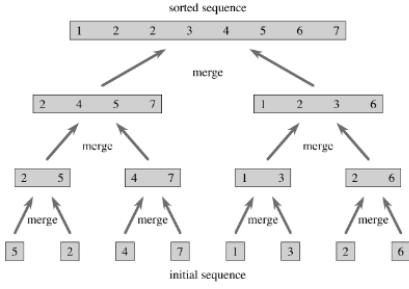 sorted sequence
1 2 2 3 4 5 6 7
merge
2 4 5 7 1 2 3 6
merge merge
2 5 4 7 1 3 2 6
merge merge merge merge
5 2 4 7 1 3 2 6
initial sequence